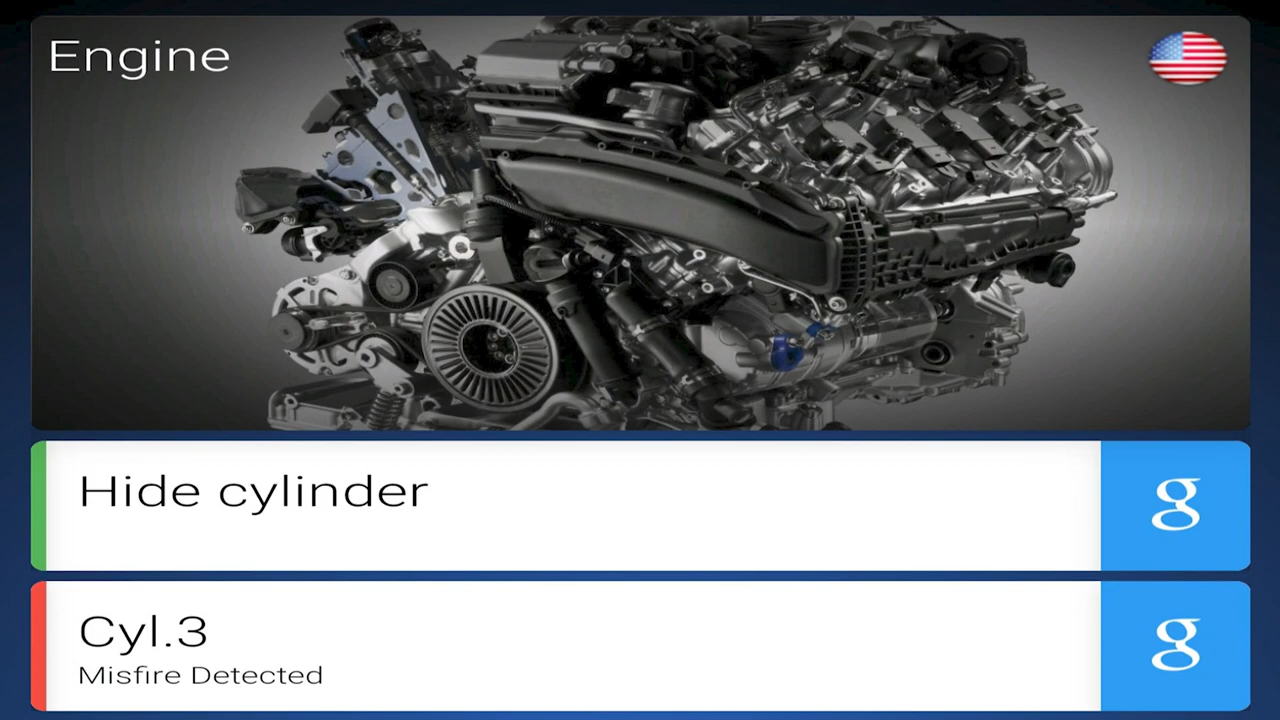 Engine
Hide cylinder
g
Cyl.3
Misfire Detected
g